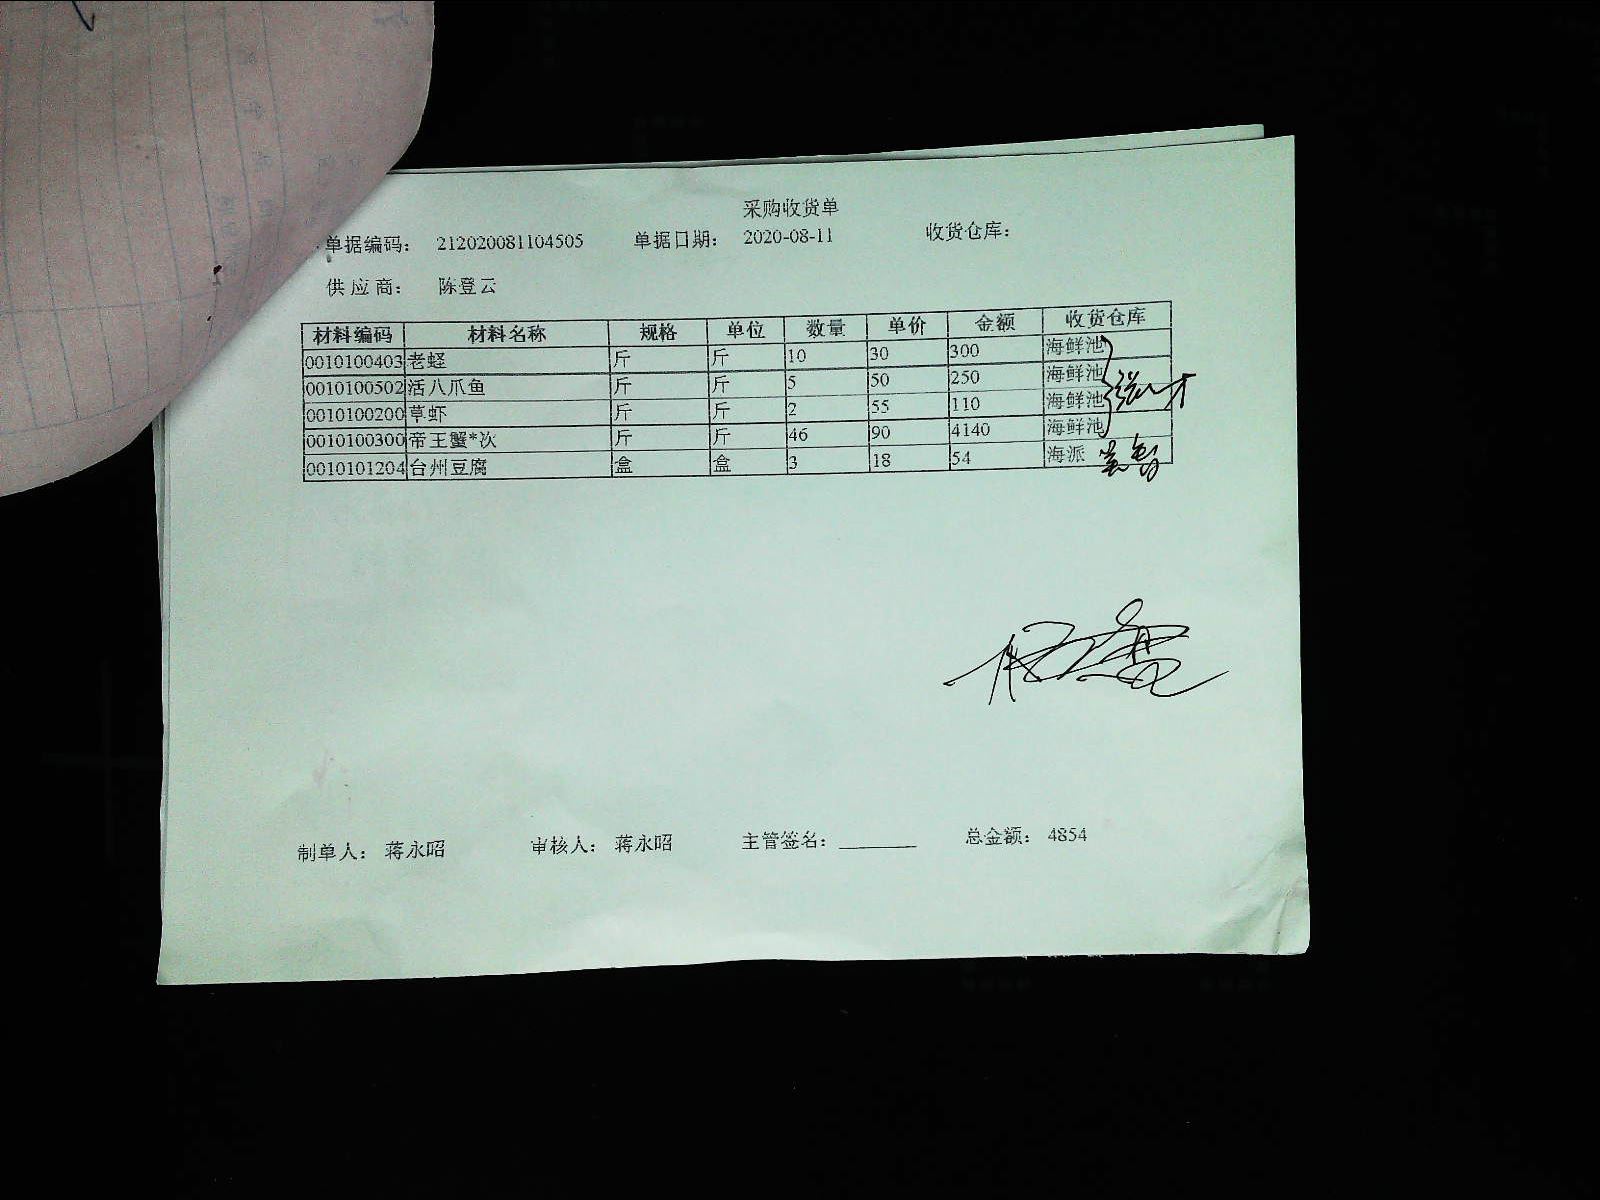 采购收货单
单据编码： 212020081104505 单据日期： 2020-08-11 收货仓库：
供应商： 陈登云
材料编码 材料名称 规格 单位 数量 单价 金额 收货仓库
0010100403 老蛏 斤 斤 10 30 300 海鲜池
0010100502 活八爪鱼 斤 斤 5 50 250 海鲜池
0010100200 草虾 斤 斤 2 55 110 海鲜池
0010100300 帝王蟹*次 斤 斤 46 90 4140 海鲜池
0010101204 台州豆腐 盒 盒 3 18 54 海派
制单人： 蒋永昭 审核人： 蒋永昭 主管签名： 总金额： 4854